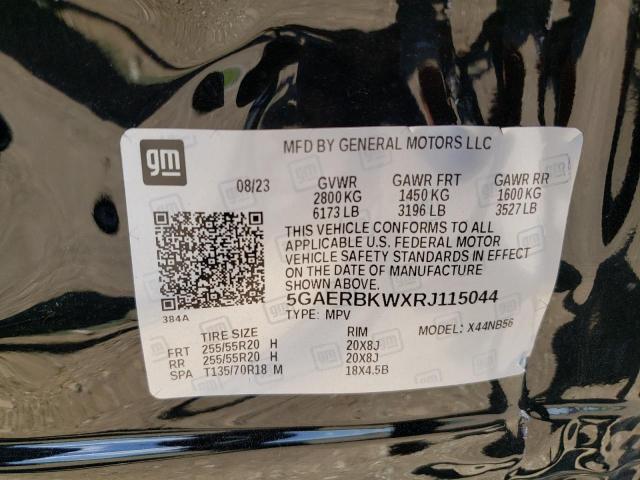 gm
MFD BY GENERAL MOTORS LLC
08/23 GVWR GAWR FRT GAWR RR
2800 KG 1450 KG 1600 KG
6173 LB 3196 LB 3527 LB
THIS VEHICLE CONFORMS TO ALL
APPLICABLE U.S. FEDERAL MOTOR
VEHICLE SAFETY STANDARDS IN EFFECT
ON THE DATE OF MANUFACTURE
SHOWN ABOVE.
5GAERBKWXRJ115044
384A
TYPE: MPV MODEL: X44NB56
TIRE SIZE RIM
FRT 255/55R20 H 20X8J
RR 255/55R20 H 20X8J
SPA T135/70R18 M 18X4.5B